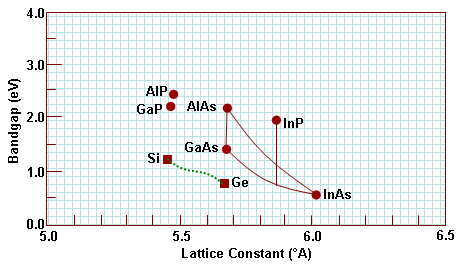 4.0
3.0
2.0
1.0
0.0
Bandgap (eV)
AlP
GaP
AlAs
InP
GaAs
Si
Ge
InAs
5.0
5.5
6.0
6.5
Lattice Constant (°A)